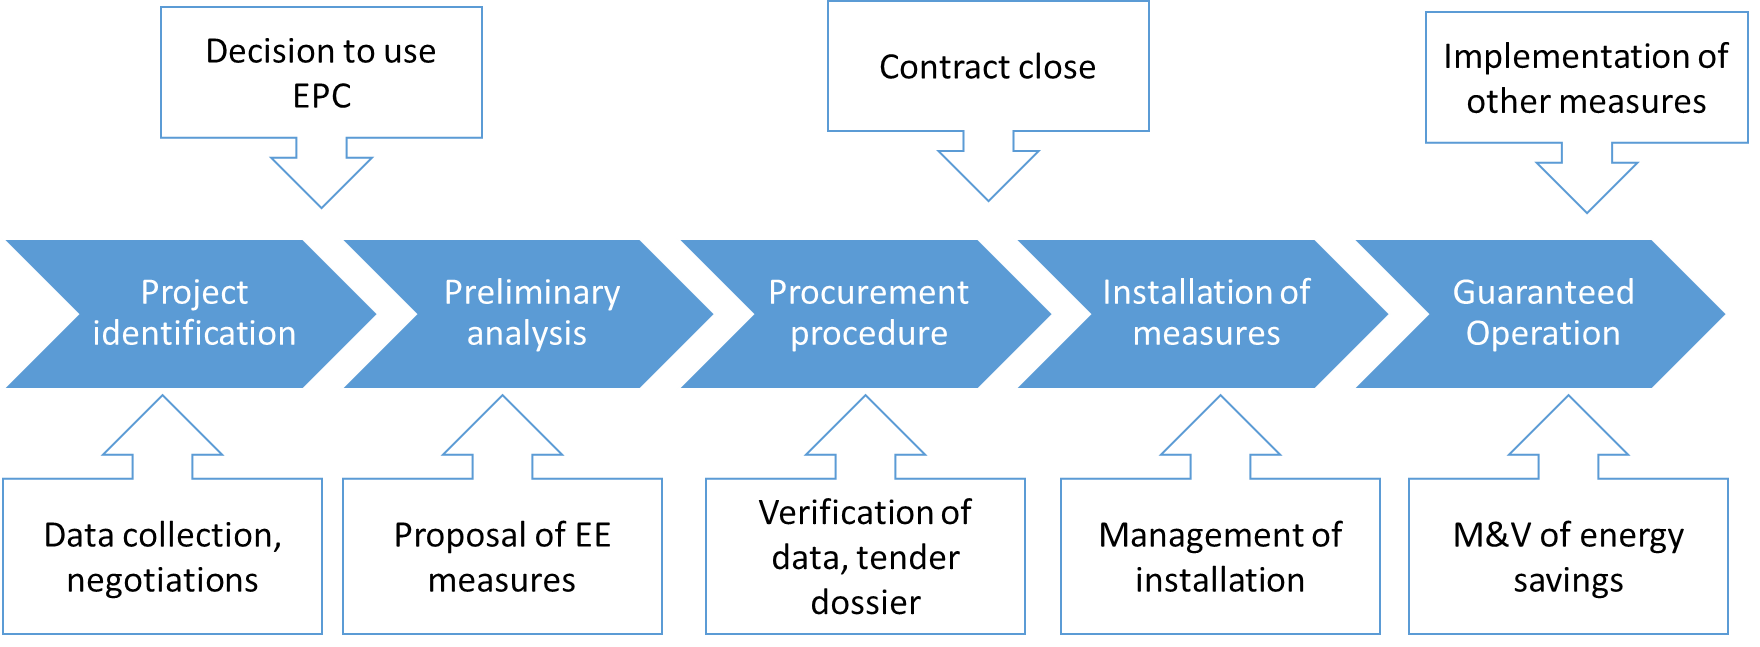 Decision to use
EPC
Contract close
Implementation of
other measures
Project
identification
Preliminary
analysis
Procurement
procedure
Installation of
measures
Guaranteed
Operation
Data collection,
negotiations
Proposal of EE
measures
Verification of
data, tender
dossier
Management of
installation
M&V of energy
savings